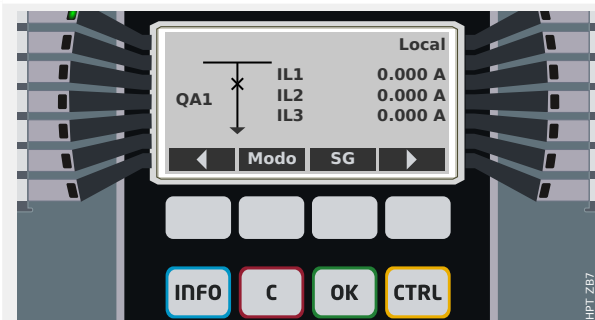 Local
IL1 0.000 A
QA1 IL2 0.000 A
IL3 0.000 A
Modo SG
INFO C OK CTRL
HPT ZB7